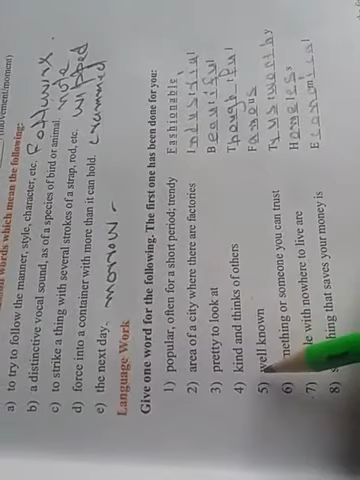 (movement/moment)
words which mean the following:
a) to try to follow the manner, style, character, etc.
b) a distinctive vocal sound, as of a species of bird or animal. note
c) to strike a thing with several strokes of a strap, rod, etc. whipped
d) force into a container with more than it can hold. crammed
e) the next day. morrow
Language Work
Give one word for the following. The first one has been done for you:
1) popular, often for a short period; trendy Fashionable
2) area of a city where there are factories Industrial
3) pretty to look at Beautiful
4) kind and thinks of others Thoughtful
5) well known Famous
6) nething or someone you can trust Trustworthy
7) le with nowhere to live are Homeless
8) s hing that saves your money is Economical